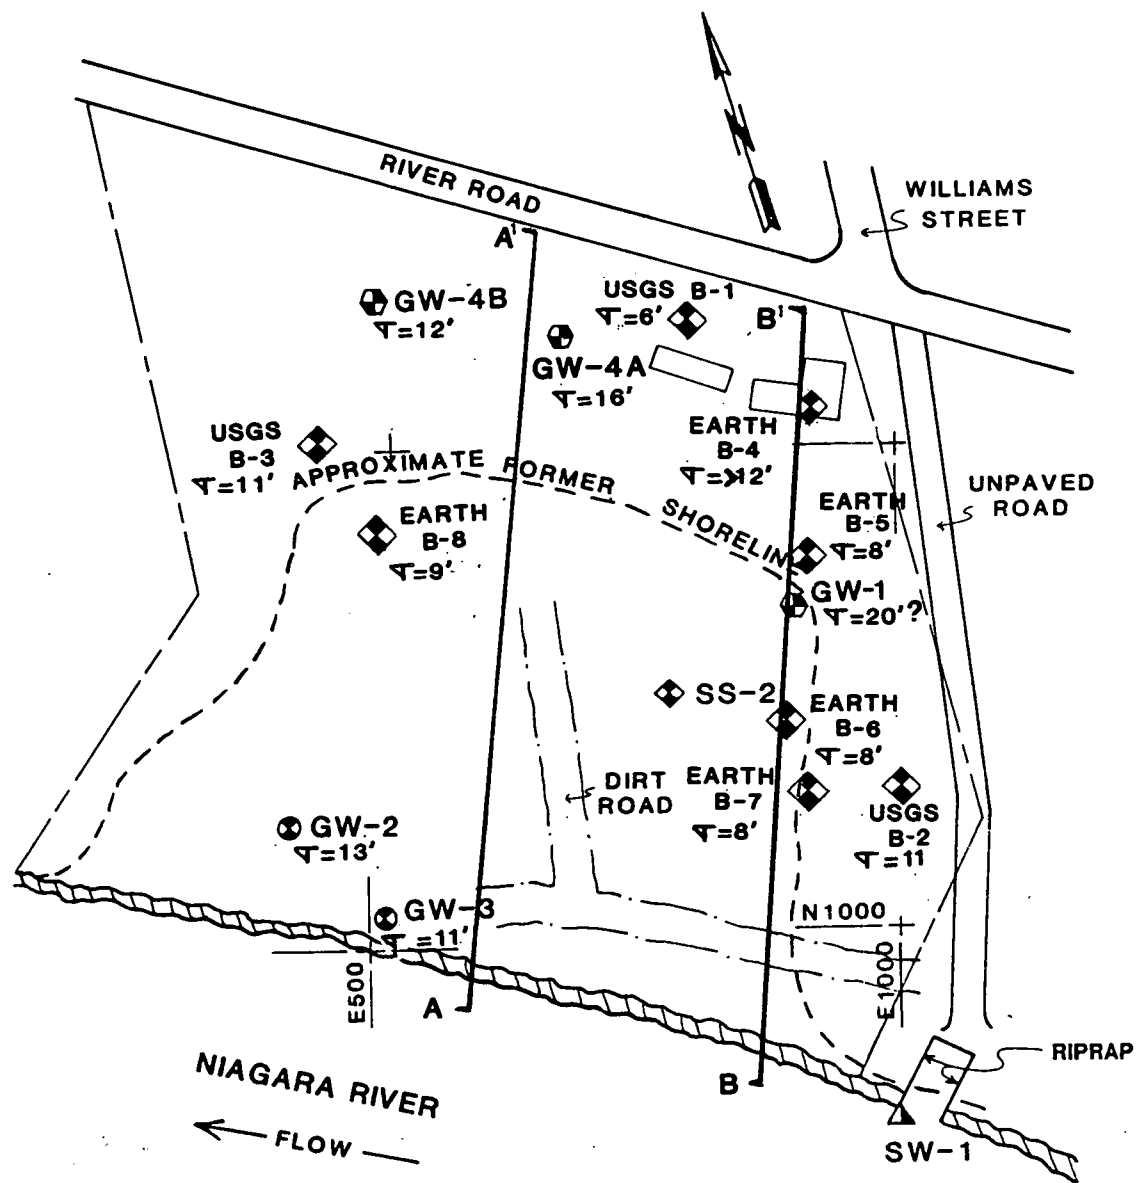 N
RIVER ROAD
WILLIAMS
STREET
A'
GW-4B
∇=12'
USGS B-1
∇=6'
B'
GW-4A
∇=16'
USGS
B-3
∇=11'
EARTH
B-4
∇=>12'
APPROXIMATE FORMER SHORELIN
EARTH
B-8
∇=9'
EARTH
B-5
∇=8'
UNPAVED
ROAD
GW-1
∇=20'?
SS-2
EARTH
B-6
∇=8'
DIRT
ROAD
EARTH
B-7
∇=8'
USGS
B-2
∇=11
GW-2
∇=13'
GW-3
∇=11'
N1000
E500
E1000
A
B
RIPRAP
NIAGARA RIVER
FLOW
SW-1